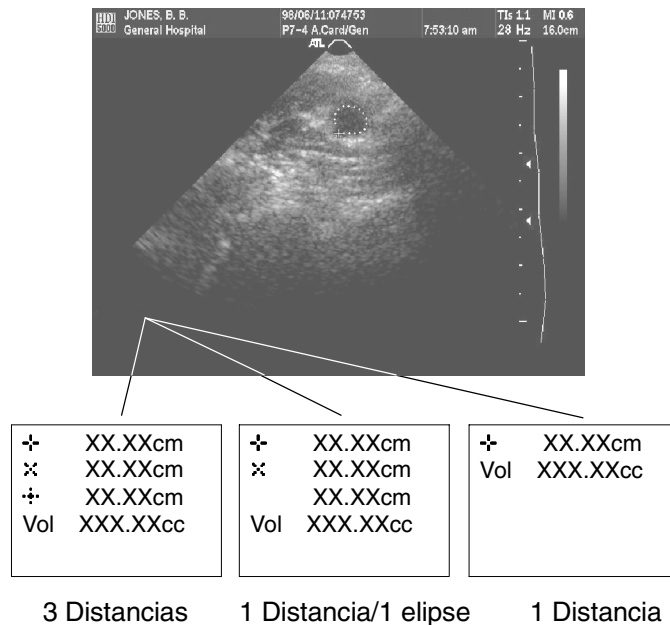 HDI 5000 JONES, B. B. 98/06/11:074753 TIs 1.1 MI 0.6
General Hospital P7-4 A.Card/Gen 7:53:10 am 28 Hz 16.0cm
ATL
XX.XXcm XX.XXcm XX.XXcm
XX.XXcm XX.XXcm Vol XXX.XXcc
XX.XXcm XX.XXcm
Vol XXX.XXcc Vol XXX.XXcc
3 Distancias 1 Distancia/1 elipse 1 Distancia